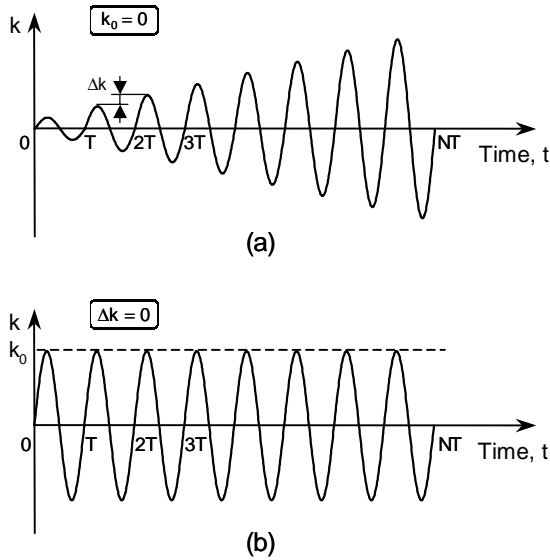 k₀ = 0
k
Δk
0
T
2T
3T
NT
Time, t
(a)
Δk = 0
k
k₀
0
T
2T
3T
NT
Time, t
(b)